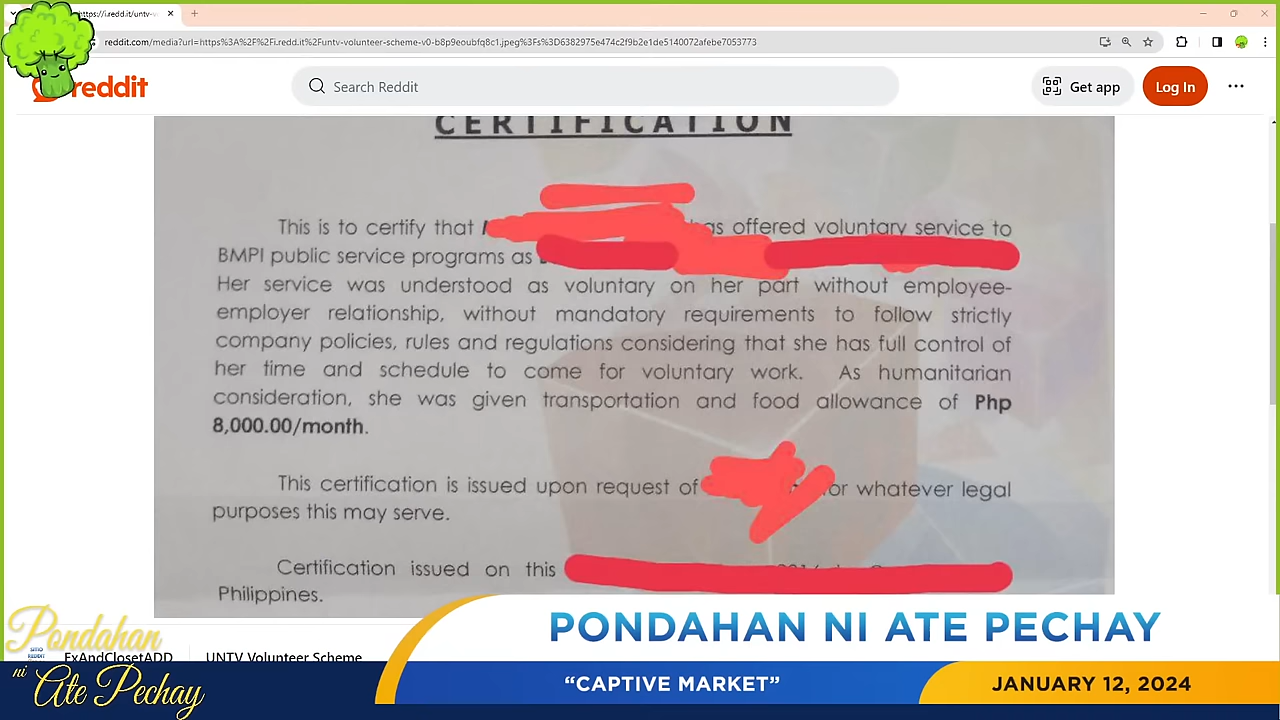 https://i.redd.it/untv-v
reddit.com/media?url=https%3A%2F%2Fi.redd.it%2Funtv-volunteer-scheme-v0-b8p9eoubfq8c1.jpeg%3Fs%3D6382975e474c2f9b2e1de5140072afebe7053773
reddit
Search Reddit
Get app
Log In
CERTIFICATION
This is to certify that has offered voluntary service to
BMPI public service programs as
Her service was understood as voluntary on her part without employee-
employer relationship, without mandatory requirements to follow strictly
company policies, rules and regulations considering that she has full control of
her time and schedule to come for voluntary work. As humanitarian
consideration, she was given transportation and food allowance of Php
8,000.00/month.
This certification is issued upon request of for whatever legal
purposes this may serve.
Certification issued on this
Philippines.
ExAndClosetADD
UNTV Volunteer Scheme
Pondahan
SITIO
REDDIT
ni
Ate Pechay
PONDAHAN NI ATE PECHAY
“CAPTIVE MARKET”
JANUARY 12, 2024